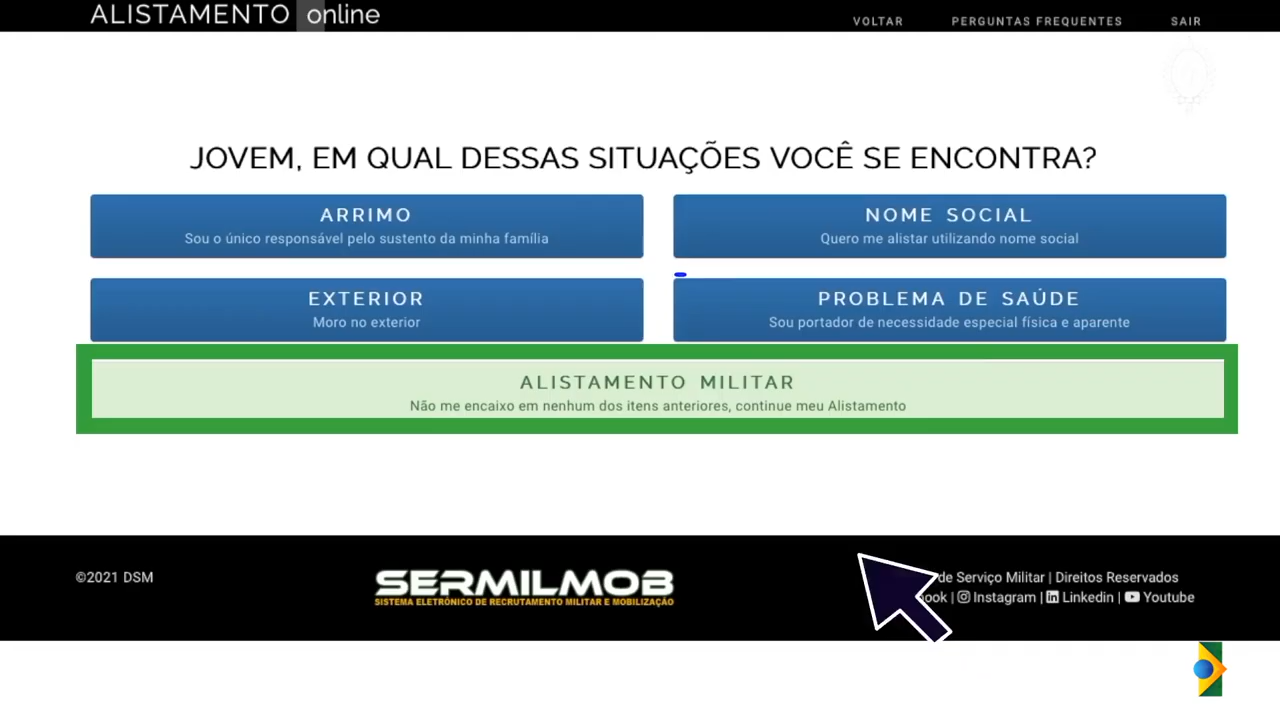 ALISTAMENTO online
VOLTAR PERGUNTAS FREQUENTES SAIR
JOVEM, EM QUAL DESSAS SITUAÇÕES VOCÊ SE ENCONTRA?
ARRIMO
Sou o único responsável pelo sustento da minha família
NOME SOCIAL
Quero me alistar utilizando nome social
EXTERIOR
Moro no exterior
PROBLEMA DE SAÚDE
Sou portador de necessidade especial física e aparente
ALISTAMENTO MILITAR
Não me encaixo em nenhum dos itens anteriores, continue meu Alistamento
©2021 DSM
SERMILMOB
SISTEMA ELETRÔNICO DE RECRUTAMENTO MILITAR E MOBILIZAÇÃO
de Serviço Militar | Direitos Reservados
| Instagram | Linkedin | Youtube